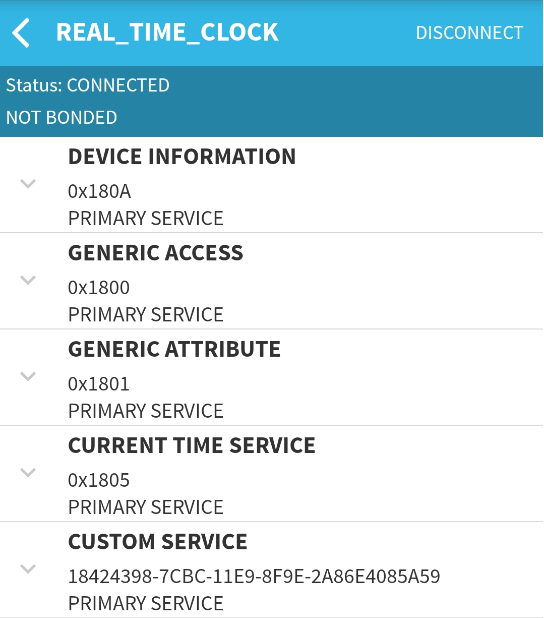 REAL_TIME_CLOCK DISCONNECT
Status: CONNECTED
NOT BONDED
DEVICE INFORMATION
0x180A
PRIMARY SERVICE
GENERIC ACCESS
0x1800
PRIMARY SERVICE
GENERIC ATTRIBUTE
0x1801
PRIMARY SERVICE
CURRENT TIME SERVICE
0x1805
PRIMARY SERVICE
CUSTOM SERVICE
18424398-7CBC-11E9-8F9E-2A86E4085A59
PRIMARY SERVICE